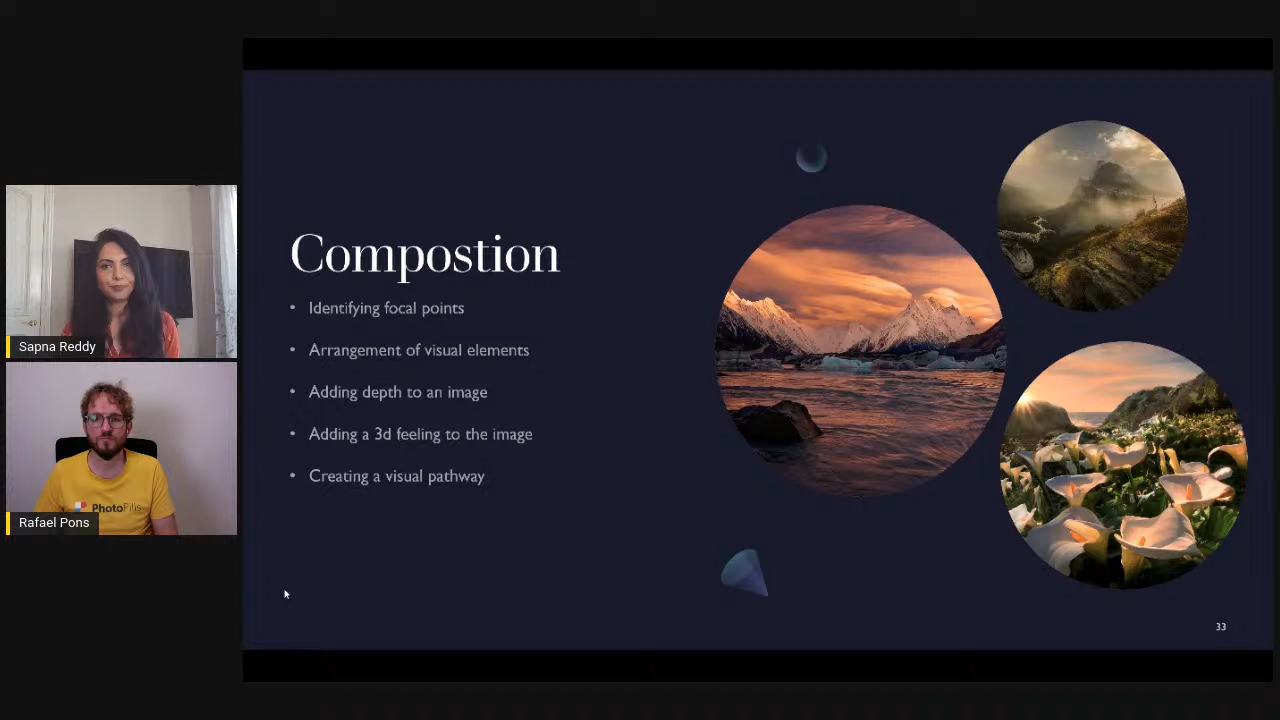 Compostion
• Identifying focal points
• Arrangement of visual elements
• Adding depth to an image
• Adding a 3d feeling to the image
• Creating a visual pathway
Sapna Reddy
PhotoPills
Rafael Pons
33